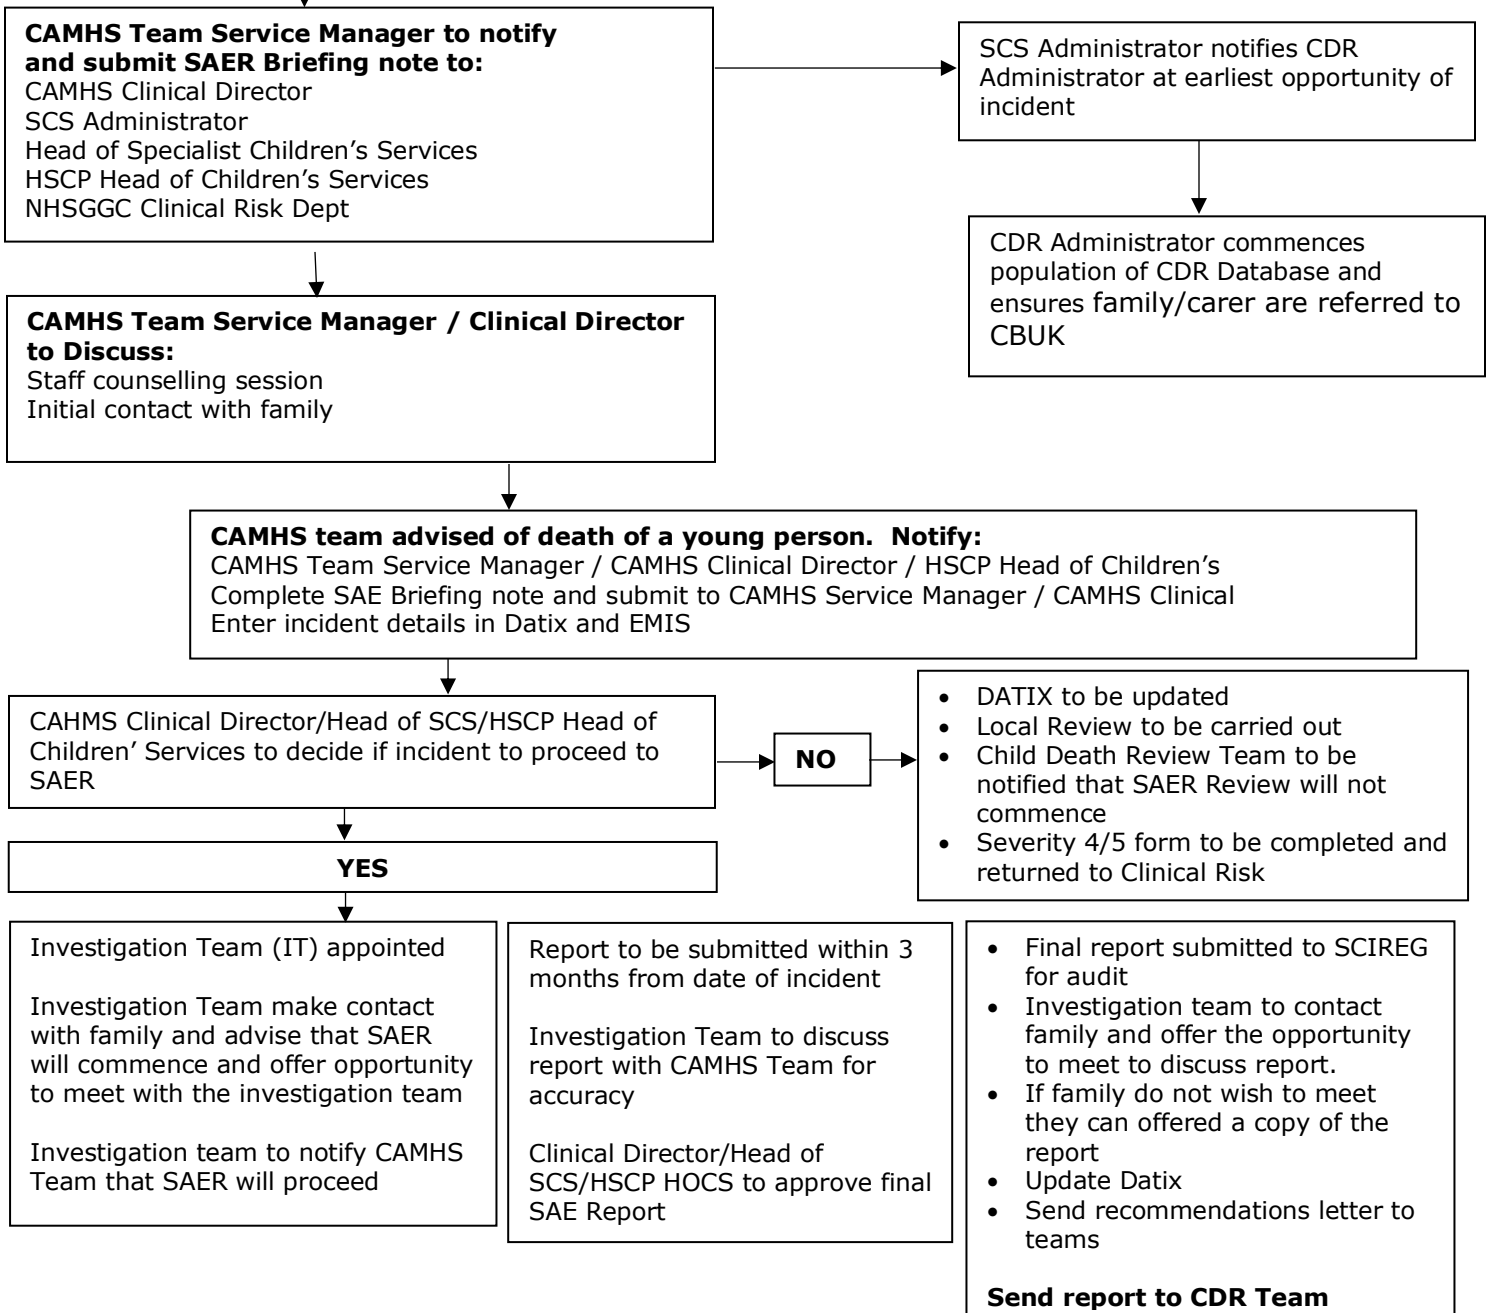 CAMHS Team Service Manager to notify
and submit SAER Briefing note to:
CAMHS Clinical Director
SCS Administrator
Head of Specialist Children's Services
HSCP Head of Children's Services
NHSGGC Clinical Risk Dept
SCS Administrator notifies CDR
Administrator at earliest opportunity of
incident
CDR Administrator commences
population of CDR Database and
ensures family/carer are referred to
CBUK
CAMHS Team Service Manager / Clinical Director
to Discuss:
Staff counselling session
Initial contact with family
CAMHS team advised of death of a young person.  Notify:
CAMHS Team Service Manager / CAMHS Clinical Director / HSCP Head of Children's
Complete SAE Briefing note and submit to CAMHS Service Manager / CAMHS Clinical
Enter incident details in Datix and EMIS
CAHMS Clinical Director/Head of SCS/HSCP Head of
Children' Services to decide if incident to proceed to
SAER
NO
• DATIX to be updated
• Local Review to be carried out
• Child Death Review Team to be
notified that SAER Review will not
commence
• Severity 4/5 form to be completed and
returned to Clinical Risk
YES
Investigation Team (IT) appointed
Investigation Team make contact
with family and advise that SAER
will commence and offer opportunity
to meet with the investigation team
Investigation team to notify CAMHS
Team that SAER will proceed
Report to be submitted within 3
months from date of incident
Investigation Team to discuss
report with CAMHS Team for
accuracy
Clinical Director/Head of
SCS/HSCP HOCS to approve final
SAE Report
• Final report submitted to SCIREG
for audit
• Investigation team to contact
family and offer the opportunity
to meet to discuss report.
• If family do not wish to meet
they can offered a copy of the
report
• Update Datix
• Send recommendations letter to
teams
Send report to CDR Team